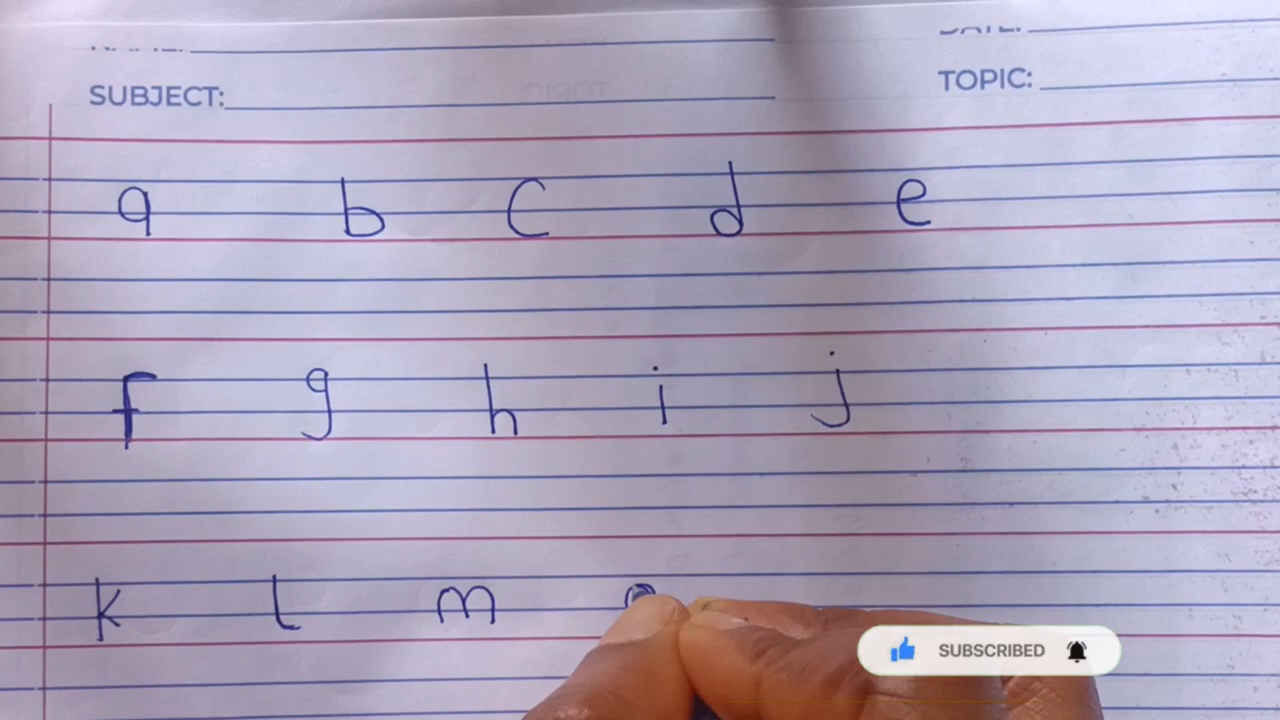 SUBJECT:
TOPIC:
a b c d e
f g h i j
k l m
SUBSCRIBED